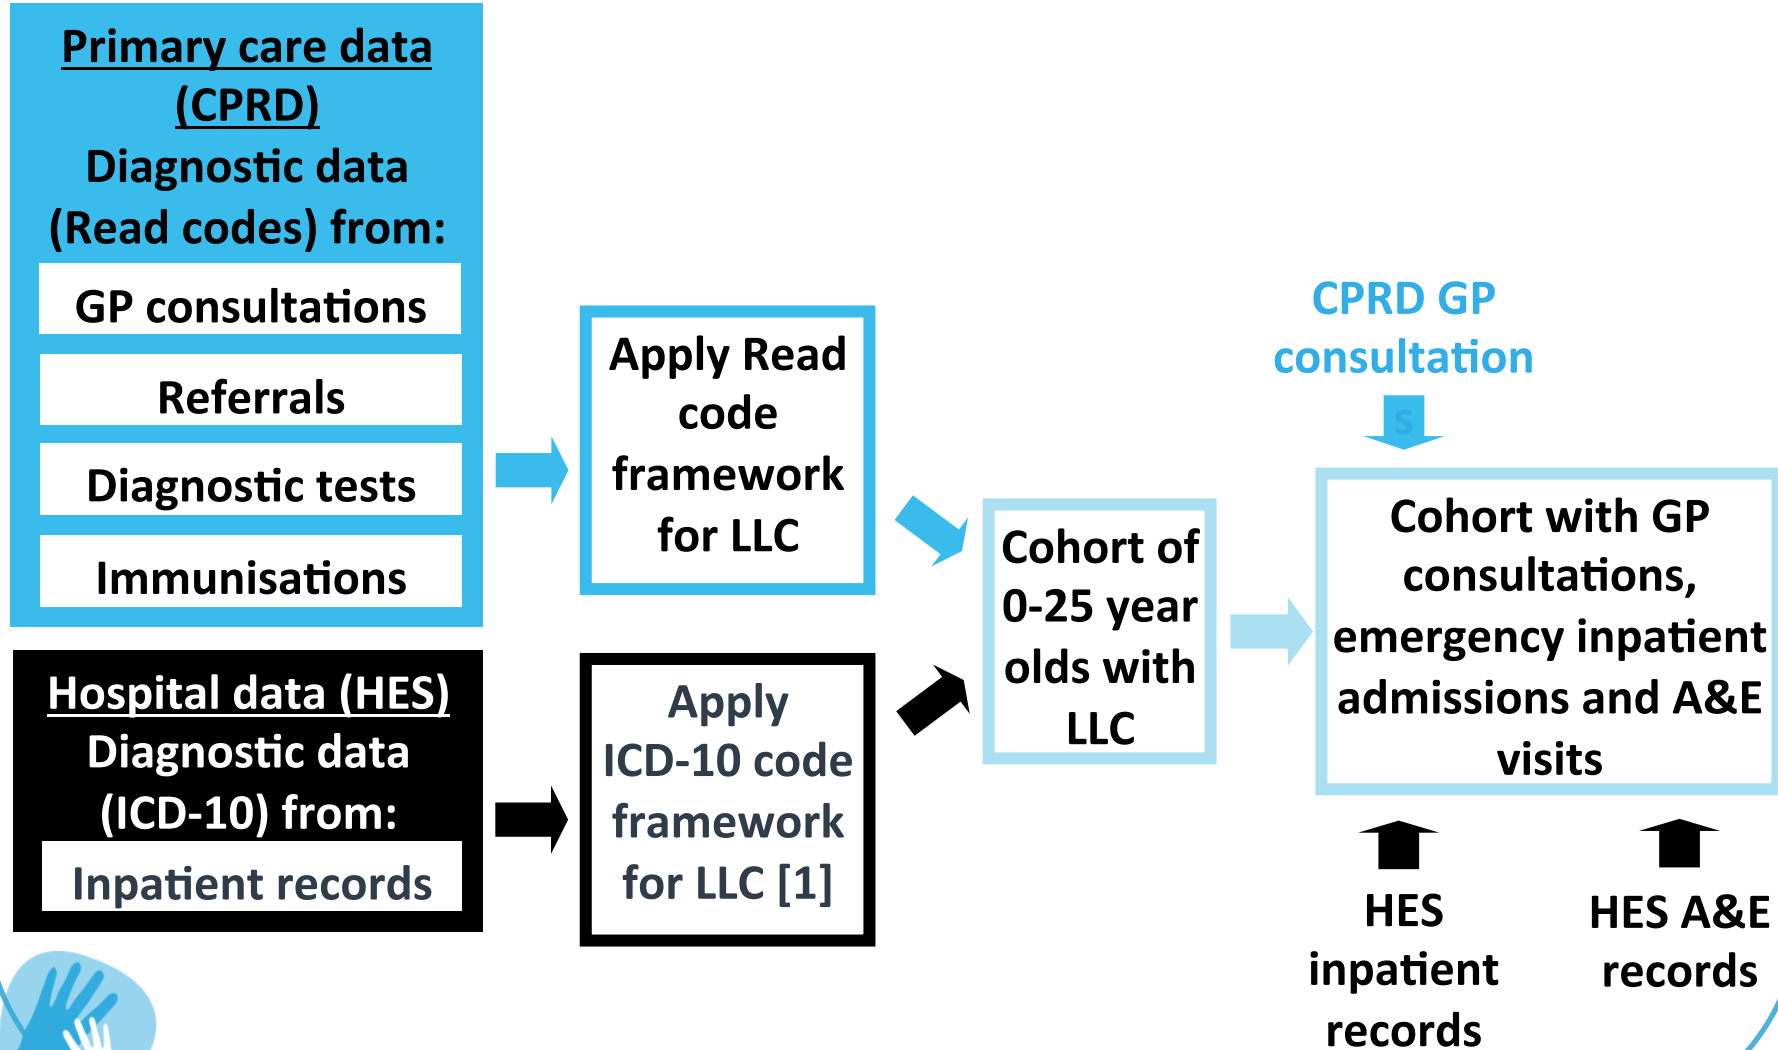 Primary care data
(CPRD)
Diagnostic data
(Read codes) from:
GP consultations
Referrals
Diagnostic tests
Immunisations
Hospital data (HES)
Diagnostic data
(ICD-10) from:
Inpatient records
Apply Read
code
framework
for LLC
Apply
ICD-10 code
framework
for LLC [1]
Cohort of
0-25 year
olds with
LLC
CPRD GP
consultation
s
Cohort with GP
consultations,
emergency inpatient
admissions and A&E
visits
HES
inpatient
records
HES A&E
records